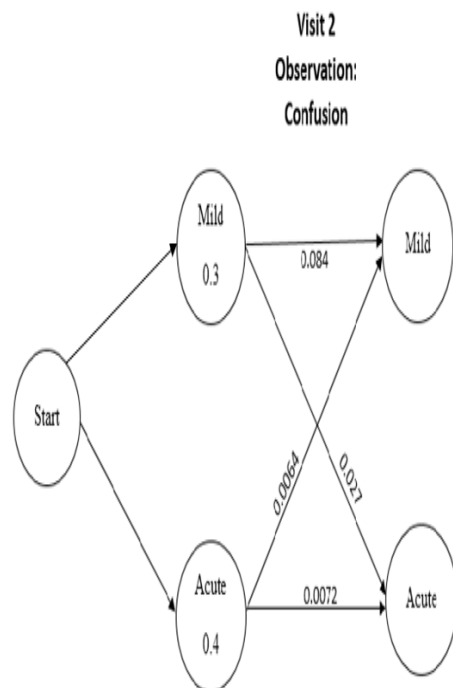 Visit 2
Observation:
Confusion
Mild
0.3
0.084
Mild
Start
0.0064
0.027
Acute
0.4
0.0072
Acute